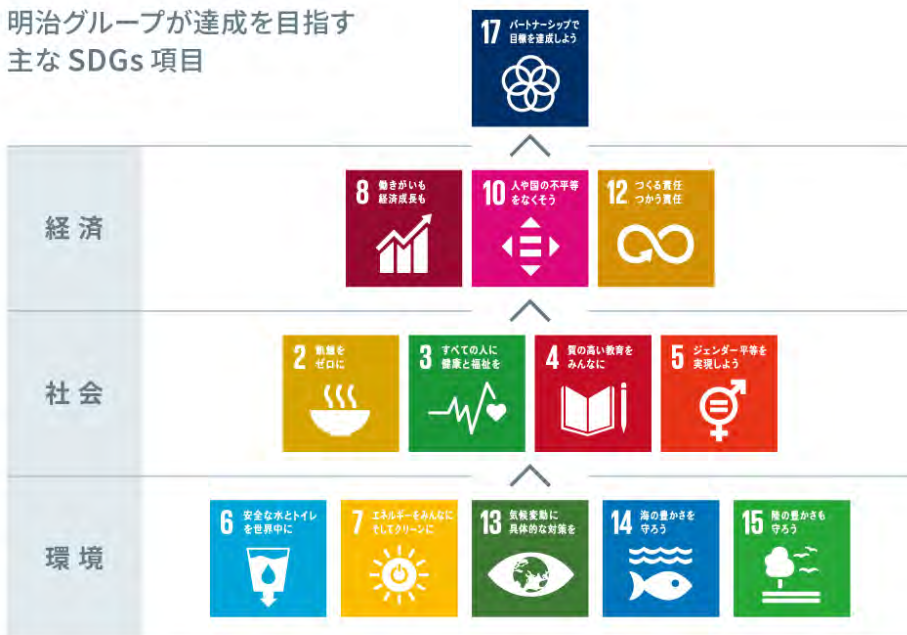 明治グループが達成を目指す
主な SDGs 項目
17 パートナーシップで
目標を達成しよう
経済
8 働きがいも
経済成長も
10 人や国の不平等
をなくそう
12 つくる責任
つかう責任
社会
2 飢餓を
ゼロに
3 すべての人に
健康と福祉を
4 質の高い教育を
みんなに
5 ジェンダー平等を
実現しよう
環境
6 安全な水とトイレ
を世界中に
7 エネルギーをみんなに
そしてクリーンに
13 気候変動に
具体的な対策を
14 海の豊かさを
守ろう
15 陸の豊かさも
守ろう